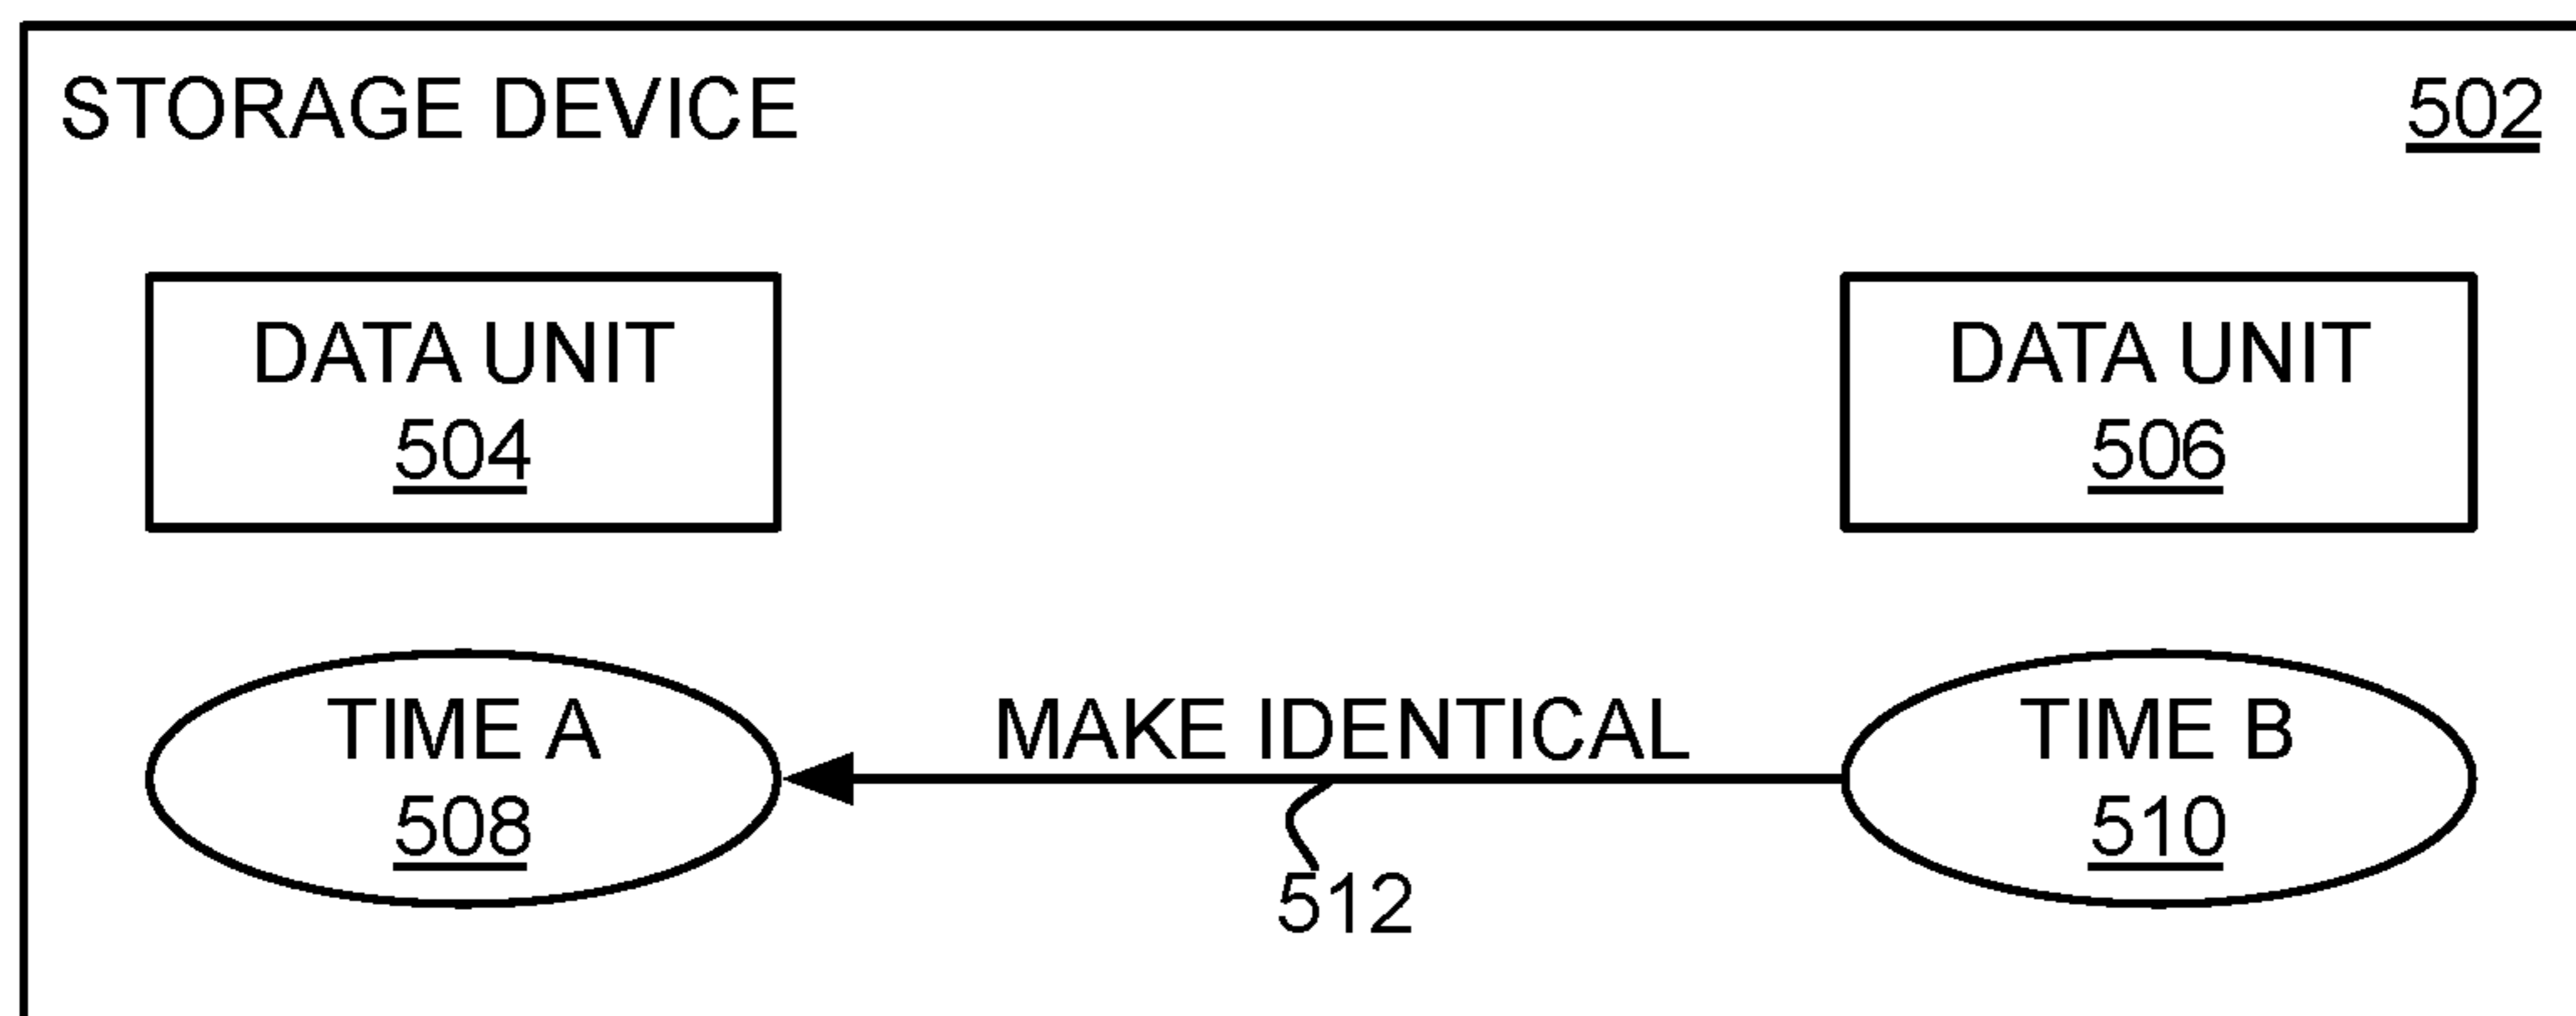 STORAGE DEVICE 502
DATA UNIT
504
DATA UNIT
506
TIME A
508
MAKE IDENTICAL
512
TIME B
510